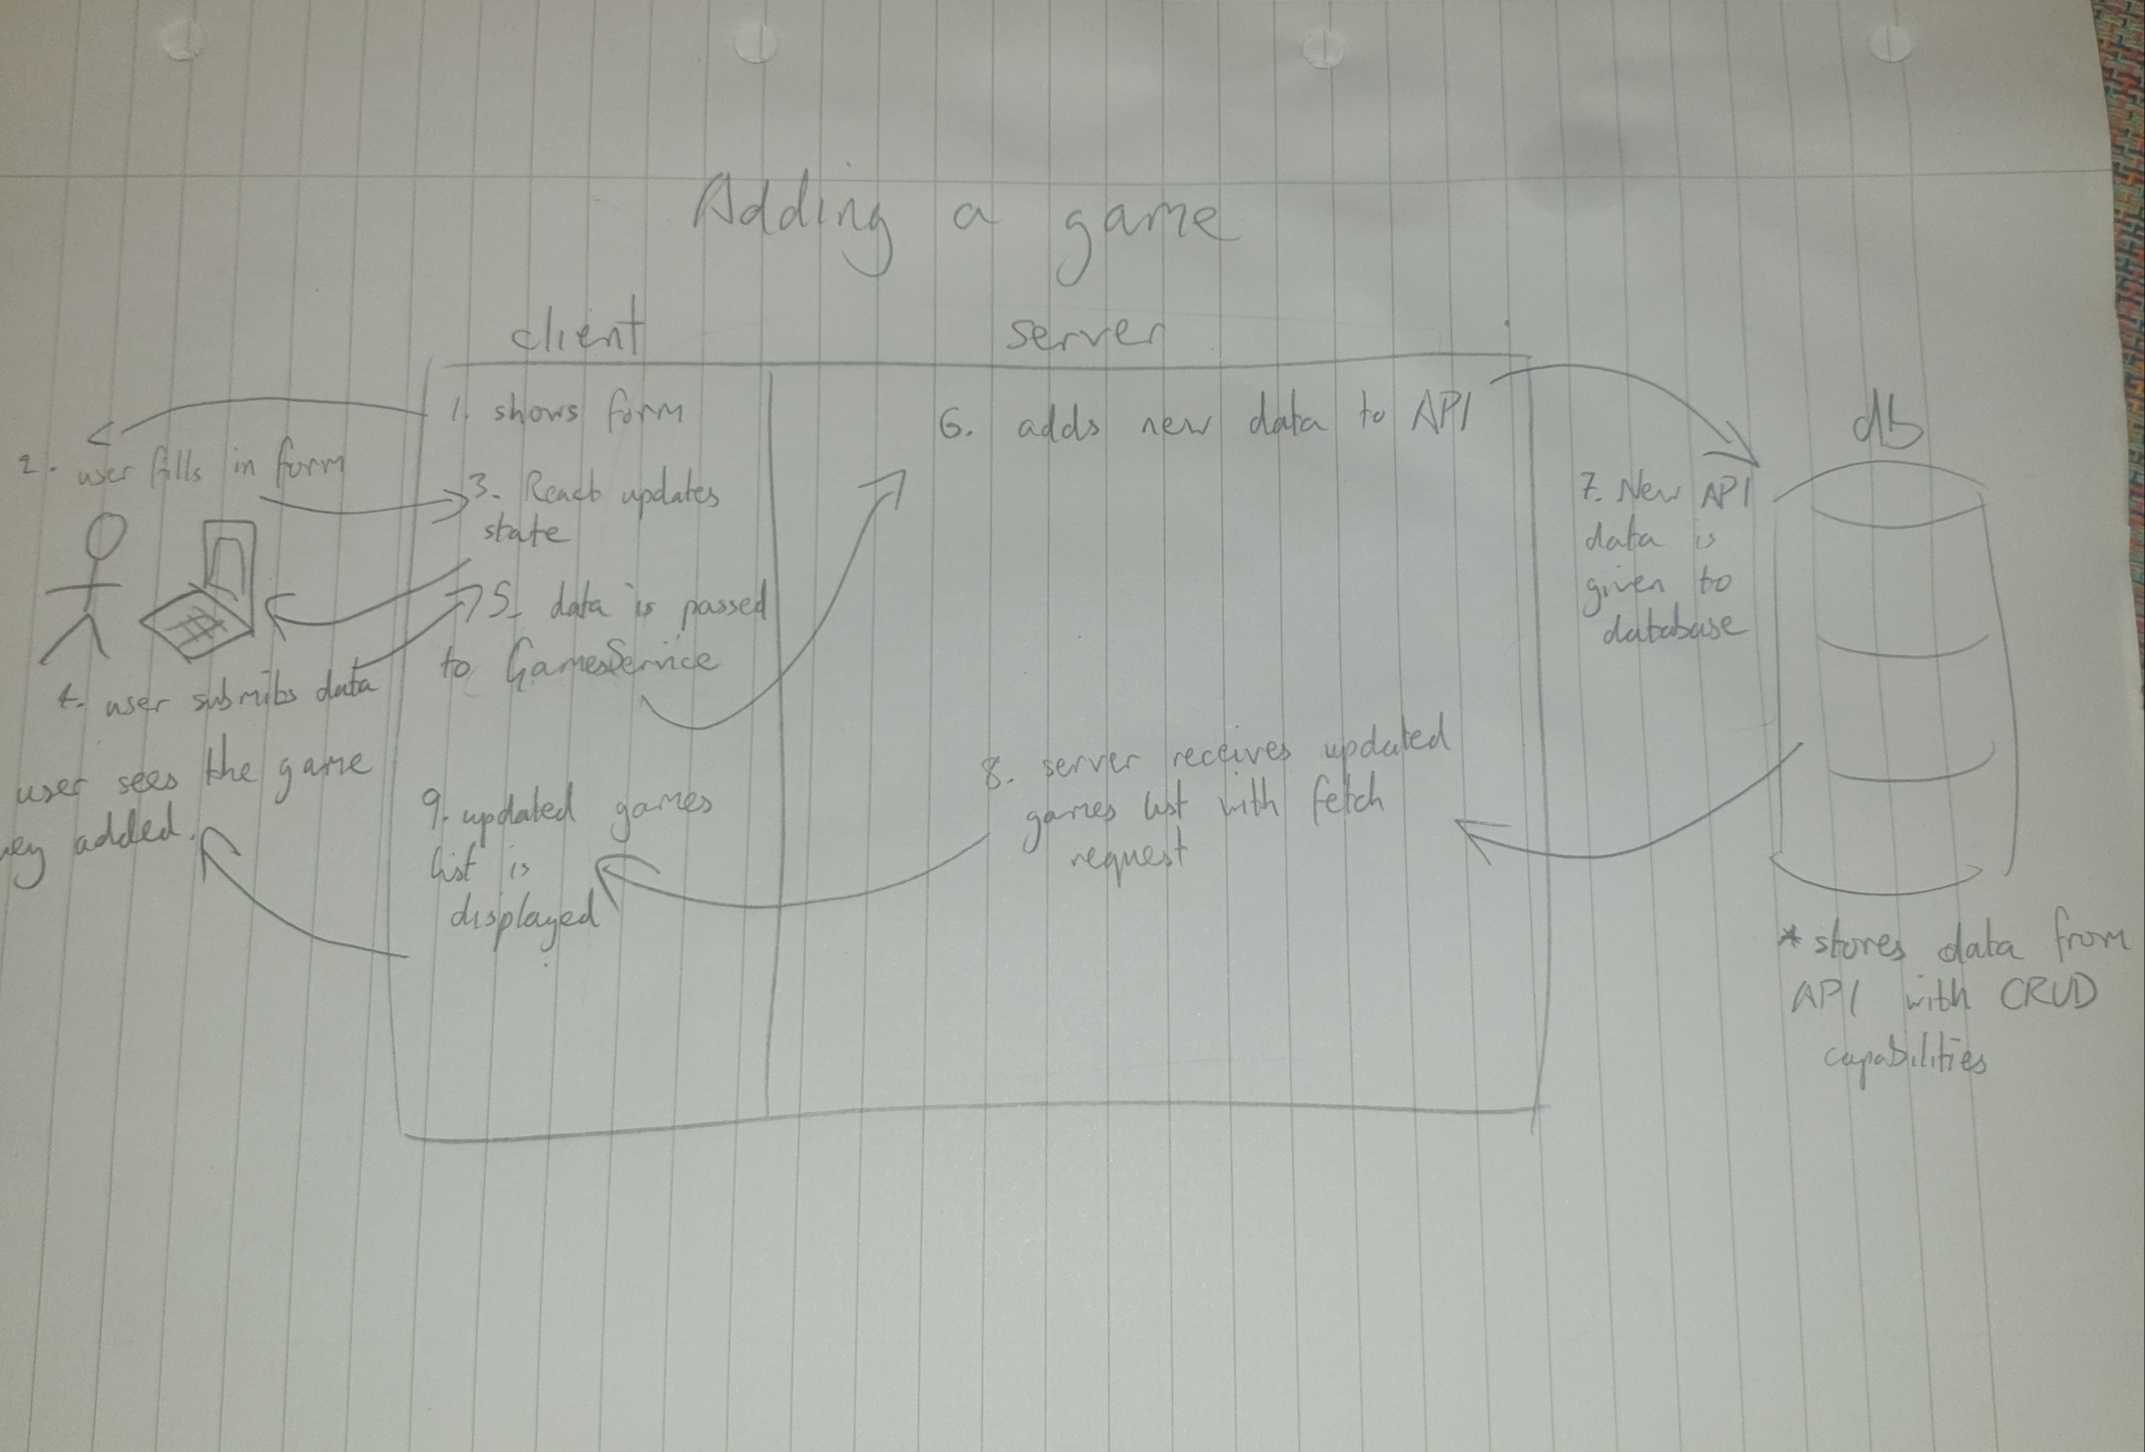 Adding a game
client
server
db
1. shows form
2. user fills in form
3. React updates
state
4. user submits data
5. data is passed
to GamesService
6. adds new data to API
7. New API
data is
given to
database
8. server receives updated
games list with fetch
request
9. updated games
list is
displayed
user sees the game
added.
* stores data from
API with CRUD
capabilities